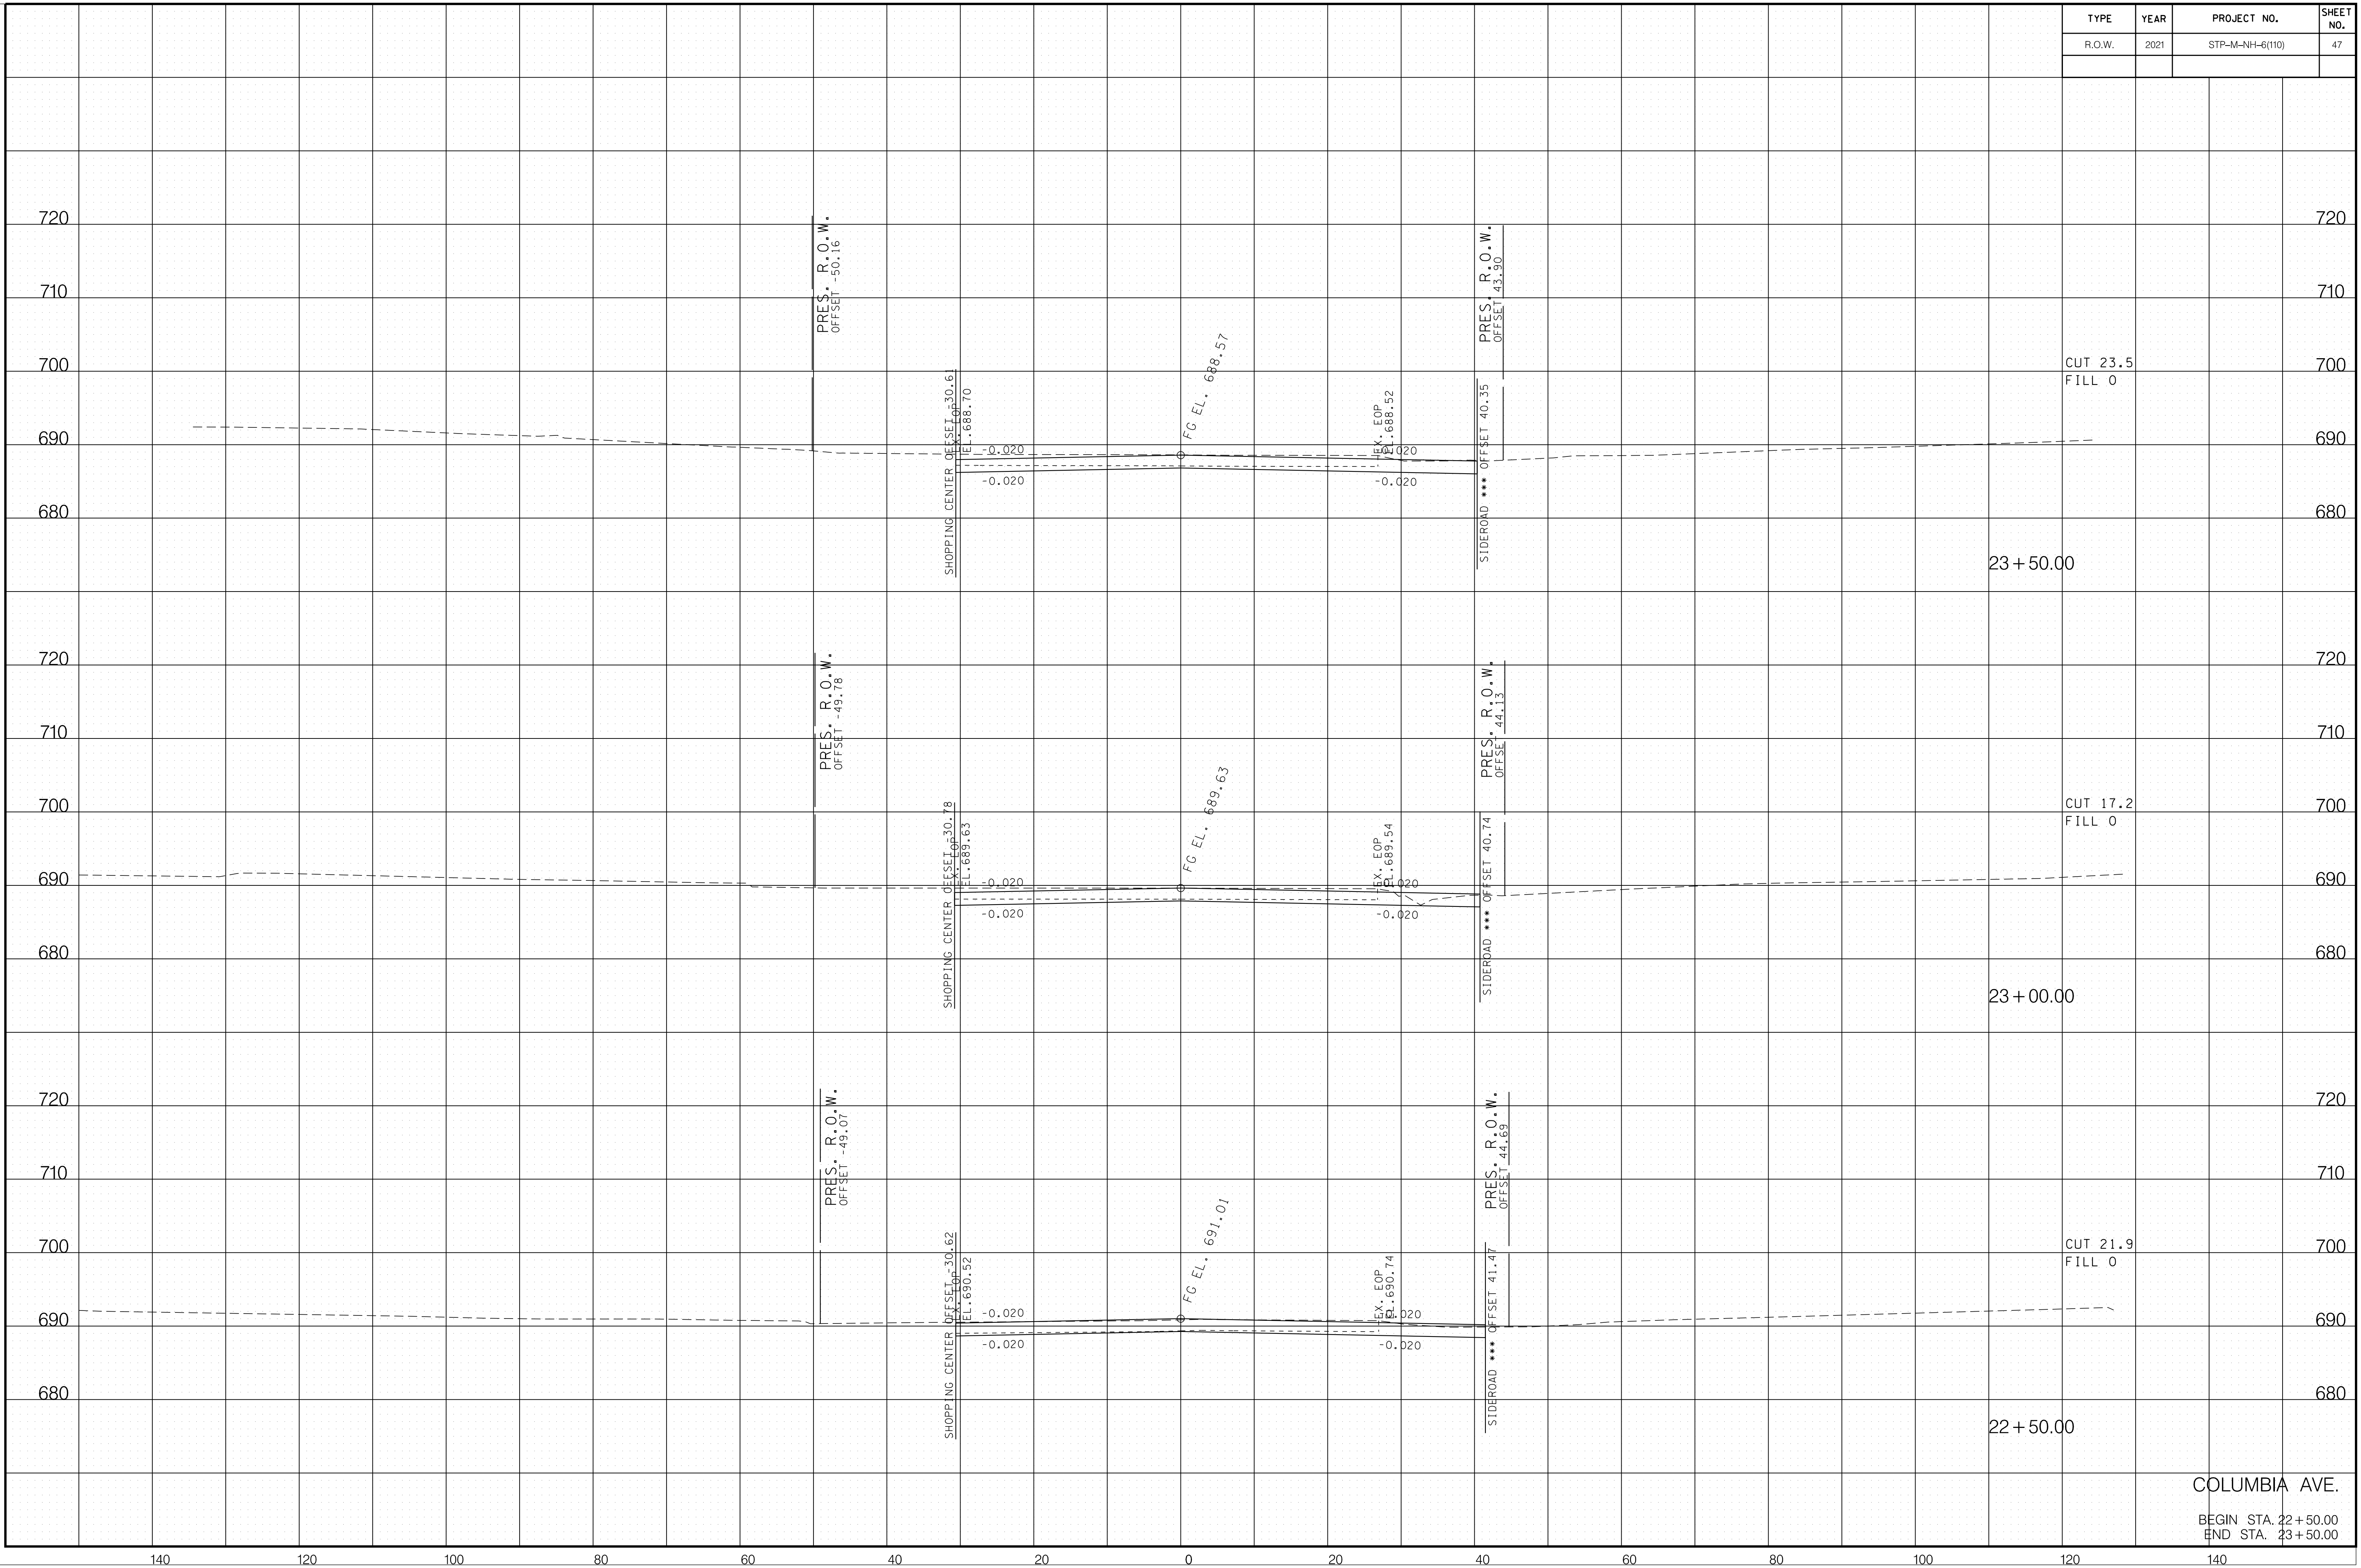 TYPE YEAR PROJECT NO. SHEET NO.
R.O.W. 2021 STP-M-NH-6(110) 47
720 720
710 710
700 700
690 690
680 680
PRES. R.O.W.
OFFSET -50.16
SHOPPING CENTER OFFSET -30.61
EX. EOP
EL.688.70
-0.020
-0.020
FG EL. 688.57
EX. EOP
EL.688.52
-0.020
-0.020
SIDEROAD *** OFFSET 40.35
PRES. R.O.W.
OFFSET 43.90
CUT 23.5
FILL 0
23+50.00
720 720
710 710
700 700
690 690
680 680
PRES. R.O.W.
OFFSET -49.78
SHOPPING CENTER OFFSET -30.78
EX. EOP
EL.689.63
-0.020
-0.020
FG EL. 689.63
EX. EOP
EL.689.54
-0.020
-0.020
SIDEROAD *** OFFSET 40.74
PRES. R.O.W.
OFFSET 44.13
CUT 17.2
FILL 0
23+00.00
720 720
710 710
700 700
690 690
680 680
PRES. R.O.W.
OFFSET -49.07
SHOPPING CENTER OFFSET -30.62
EX. EOP
EL.690.52
-0.020
-0.020
FG EL. 691.01
EX. EOP
EL.690.74
-0.020
-0.020
SIDEROAD *** OFFSET 41.47
PRES. R.O.W.
OFFSET 44.69
CUT 21.9
FILL 0
22+50.00
COLUMBIA AVE.
BEGIN STA. 22+50.00
END STA. 23+50.00
140 120 100 80 60 40 20 0 20 40 60 80 100 120 140